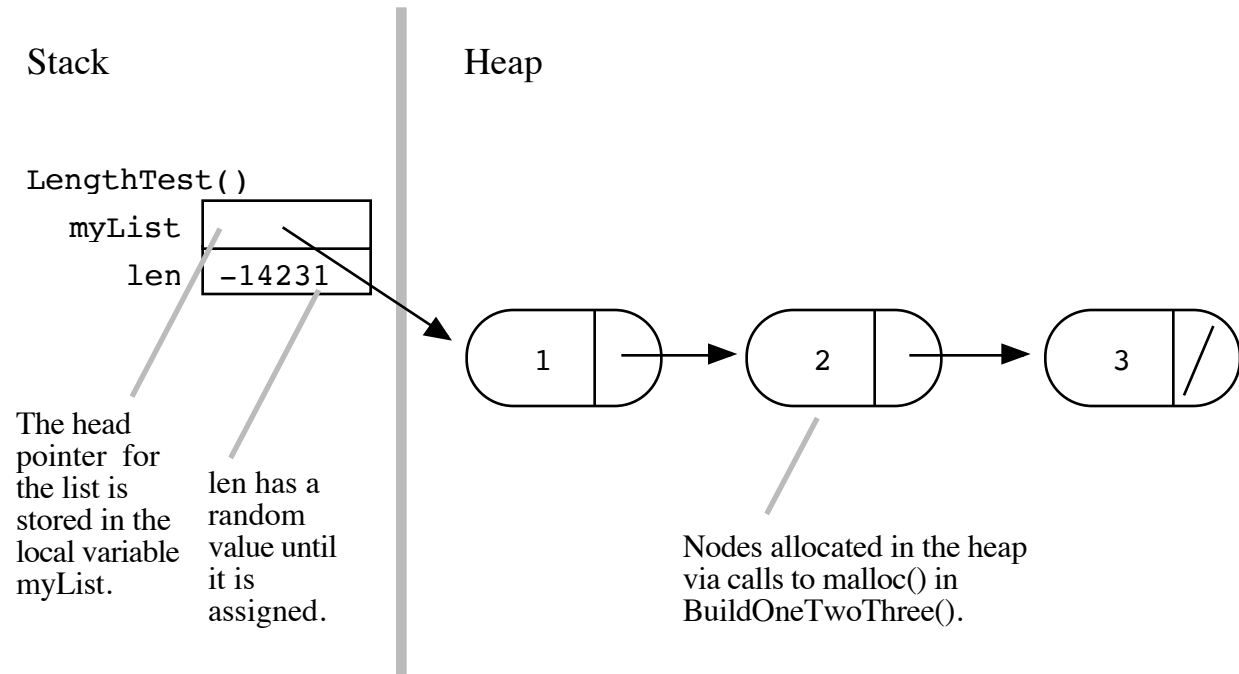 Stack
Heap
LengthTest()
myList
len -14231
1 2 3
The head
pointer for
the list is
stored in the
local variable
myList.
len has a
random
value until
it is
assigned.
Nodes allocated in the heap
via calls to malloc() in
BuildOneTwoThree().